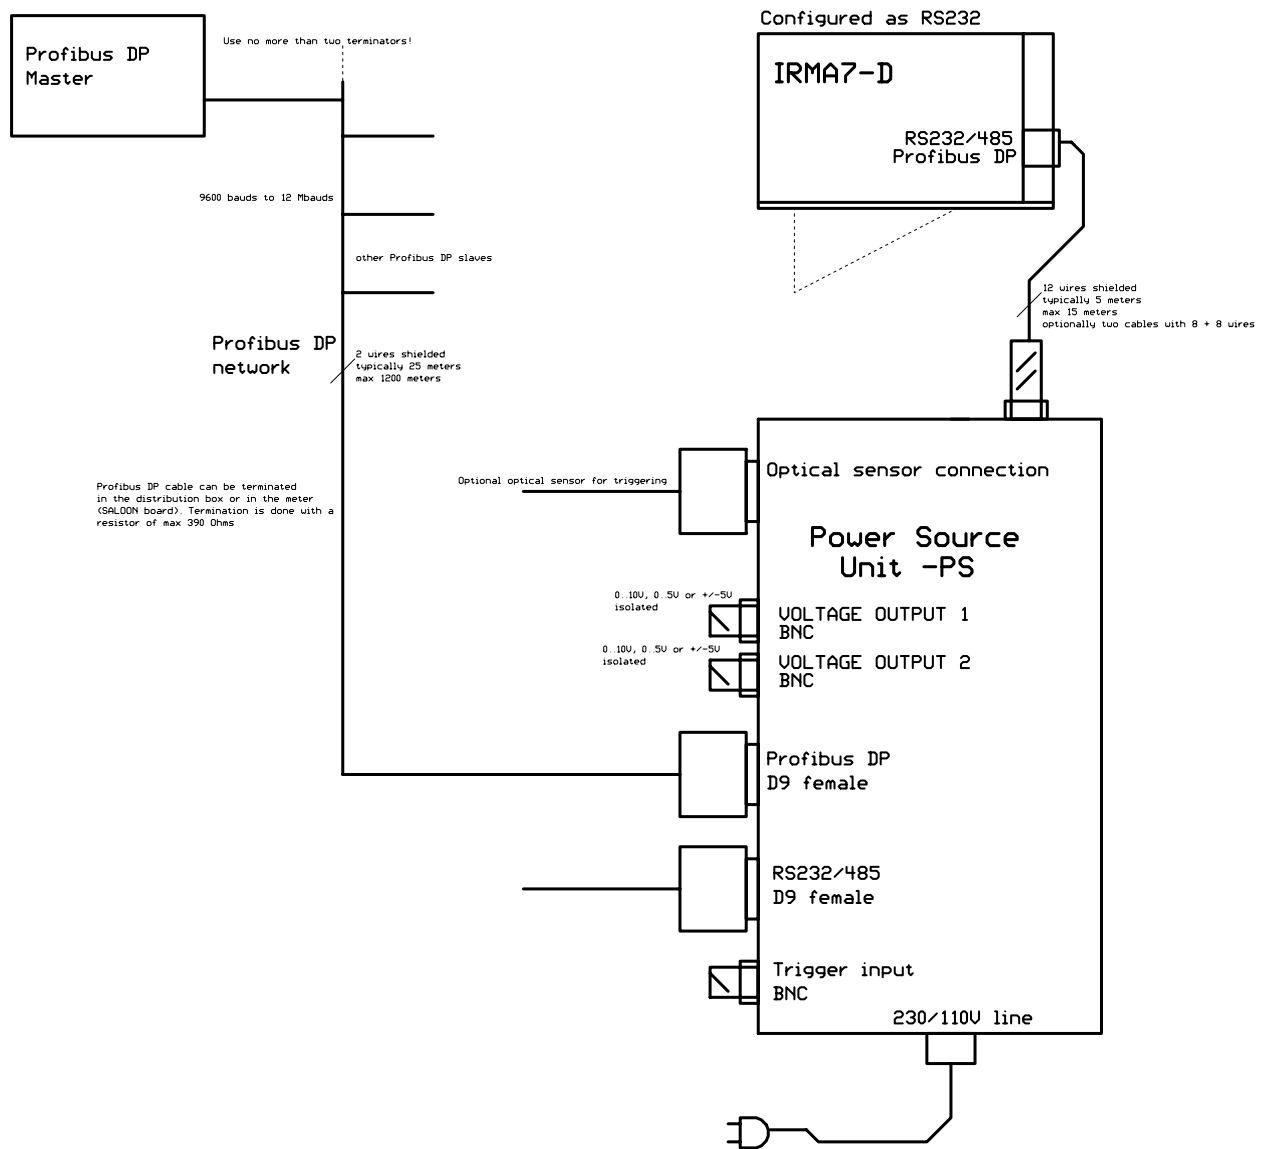 Configured as RS232
Profibus DP
Master
Use no more than two terminators!
IRMA7-D
RS232/485
Profibus DP
9600 bauds to 12 Mbauds
other Profibus DP slaves
12 wires shielded
typically 5 meters
max 15 meters
optionally two cables with 8 + 8 wires
Profibus DP
network
2 wires shielded
typically 25 meters
max 1200 meters
Optical sensor connection
Optional optical sensor for triggering
Profibus DP cable can be terminated
in the distribution box or in the meter
(SALOON board). Termination is done with a
resistor of max 390 Ohms
Power Source
Unit -PS
0..10V, 0..5V or +/-5V
isolated
VOLTAGE OUTPUT 1
BNC
0..10V, 0..5V or +/-5V
isolated
VOLTAGE OUTPUT 2
BNC
Profibus DP
D9 female
RS232/485
D9 female
Trigger input
BNC
230/110V line